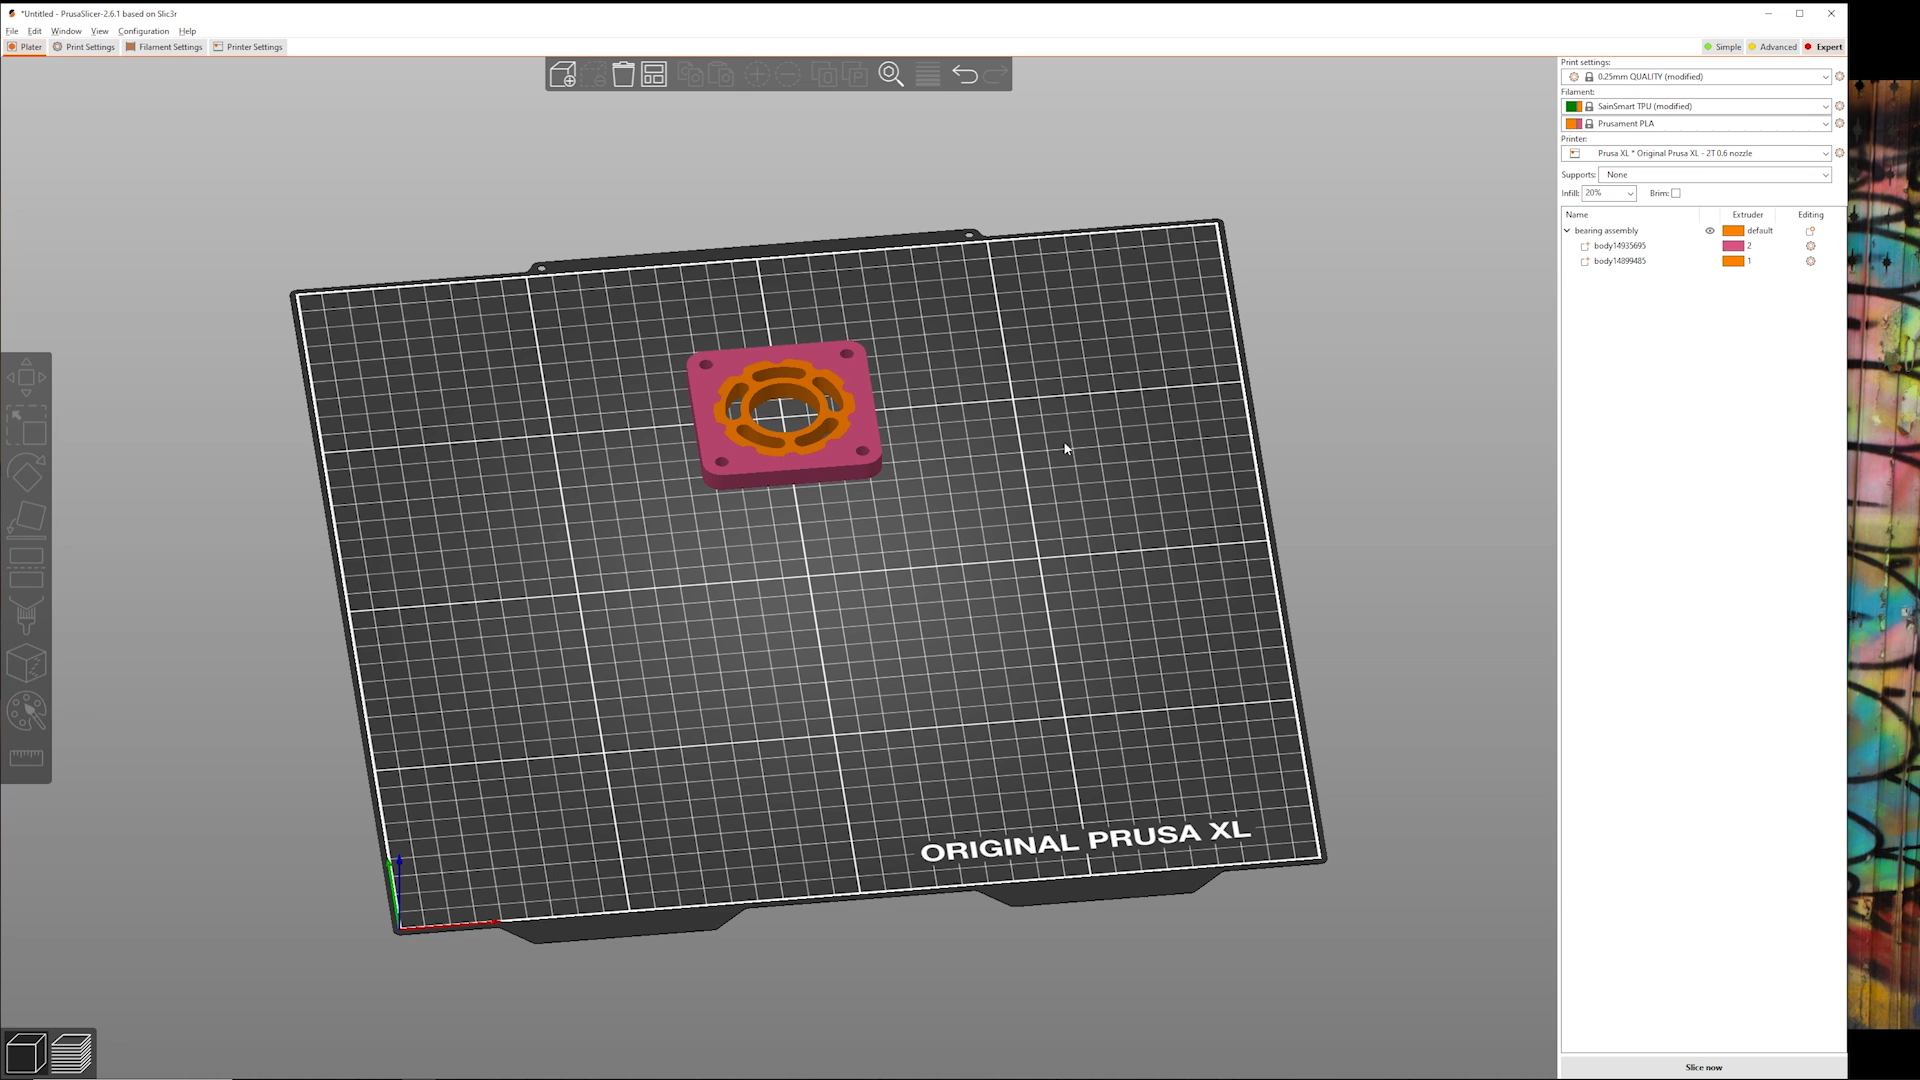 *Untitled - PrusaSlicer-2.6.1 based on Slic3r
File Edit Window View Configuration Help
Plater Print Settings Filament Settings Printer Settings
Simple Advanced Expert
Print settings:
0.25mm QUALITY (modified)
Filament:
SainSmart TPU (modified)
Prusament PLA
Printer:
Prusa XL * Original Prusa XL - 2T 0.6 nozzle
Supports: None
Infill: 20% Brim:
Name Extruder Editing
bearing assembly default
body14935695 2
body14899485 1
ORIGINAL PRUSA XL
Slice now